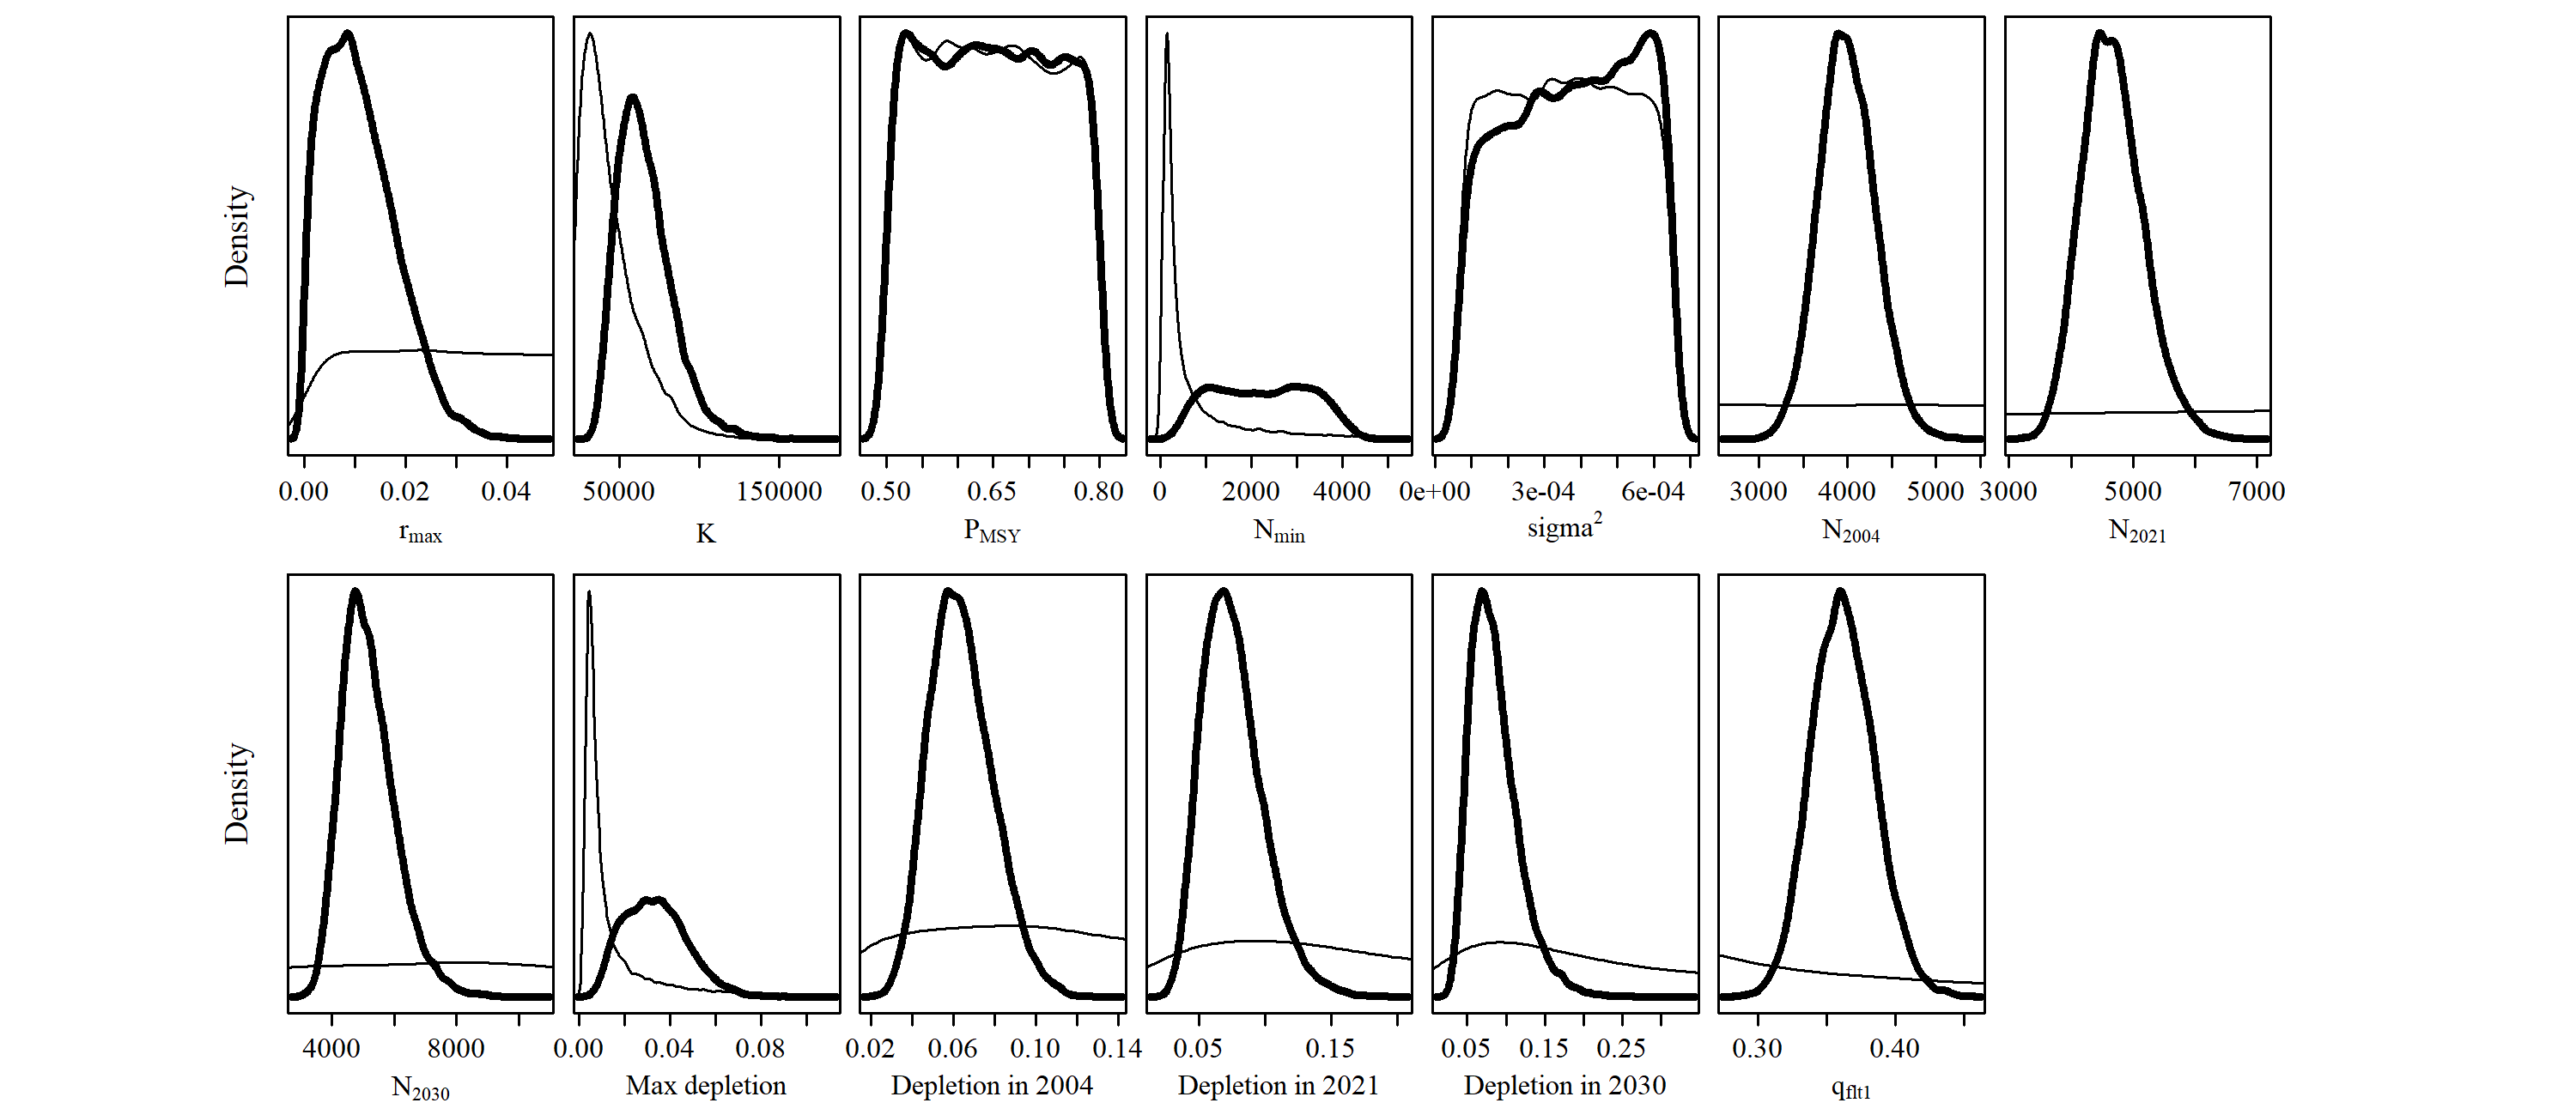 Density
0.00 0.02 0.04
r_max
50000 150000
K
0.50 0.65 0.80
P_MSY
0 2000 4000
N_min
0e+00 3e-04 6e-04
sigma²
3000 4000 5000
N_2004
3000 5000 7000
N_2021
Density
4000 8000
N_2030
0.00 0.04 0.08
Max depletion
0.02 0.06 0.10 0.14
Depletion in 2004
0.05 0.15
Depletion in 2021
0.05 0.15 0.25
Depletion in 2030
0.30 0.40
q_flt1